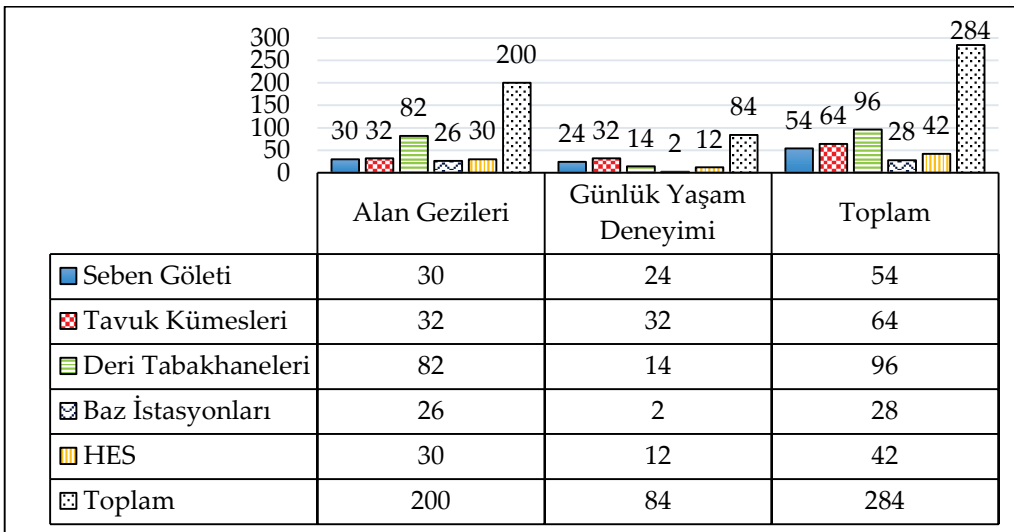 300
250
200
150
100
50
0
30 32 82 26 30 200
24 32 14 2 12 84
54 64 96 28 42 284
Alan Gezileri Günlük Yaşam Deneyimi Toplam
Seben Göleti 30 24 54
Tavuk Kümesleri 32 32 64
Deri Tabakhaneleri 82 14 96
Baz İstasyonları 26 2 28
HES 30 12 42
Toplam 200 84 284